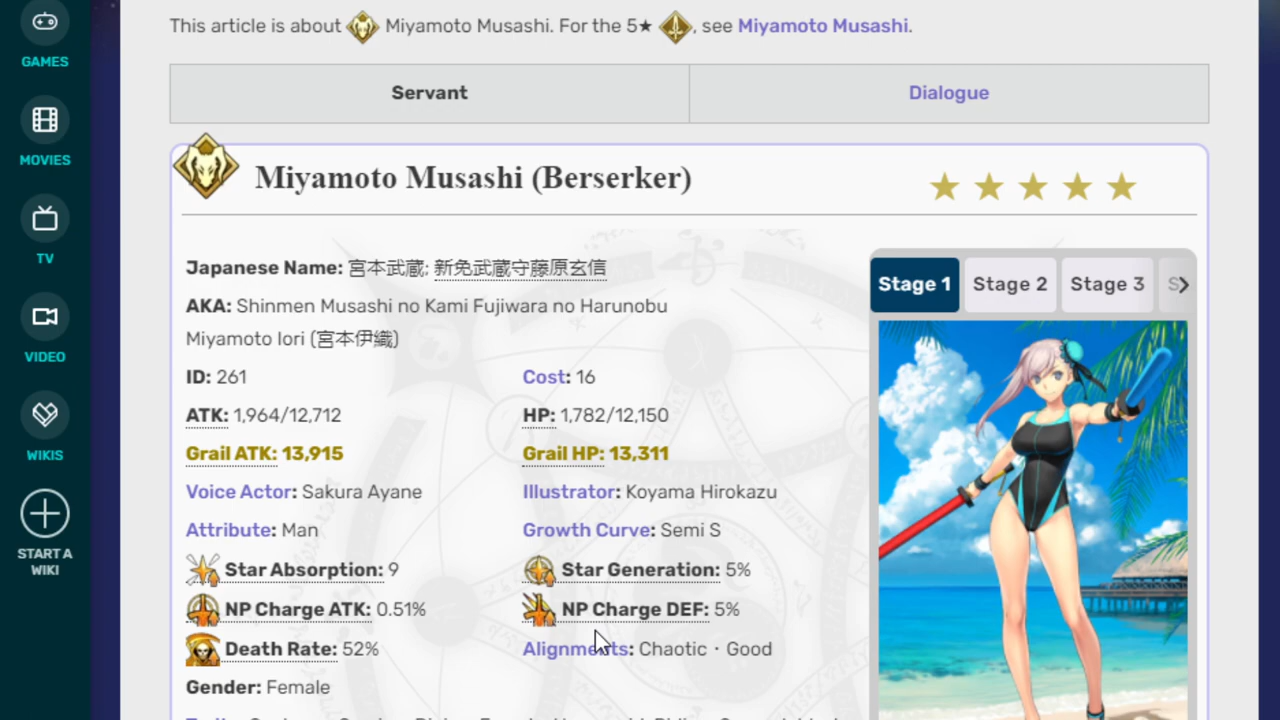 This article is about Miyamoto Musashi. For the 5★ , see Miyamoto Musashi.
GAMES
MOVIES
TV
VIDEO
WIKIS
START A
WIKI
Servant
Dialogue
Miyamoto Musashi (Berserker)
Japanese Name: 宮本武蔵; 新免武蔵守藤原玄信
AKA: Shinmen Musashi no Kami Fujiwara no Harunobu
Miyamoto Iori (宮本伊織)
ID: 261
Cost: 16
ATK: 1,964/12,712
HP: 1,782/12,150
Grail ATK: 13,915
Grail HP: 13,311
Voice Actor: Sakura Ayane
Illustrator: Koyama Hirokazu
Attribute: Man
Growth Curve: Semi S
Star Absorption: 9
Star Generation: 5%
NP Charge ATK: 0.51%
NP Charge DEF: 5%
Death Rate: 52%
Alignments: Chaotic · Good
Gender: Female
Stage 1
Stage 2
Stage 3